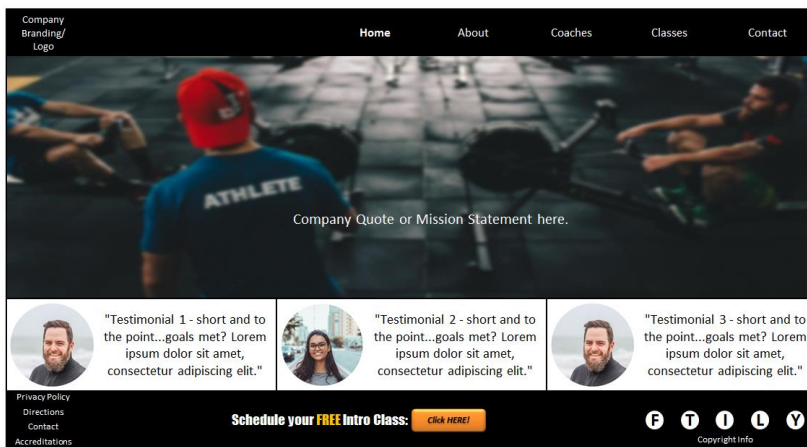 Company
Branding/
Logo
Home About Coaches Classes Contact
ATHLETE
Company Quote or Mission Statement here.
"Testimonial 1 - short and to
the point...goals met? Lorem
ipsum dolor sit amet,
consectetur adipiscing elit."
"Testimonial 2 - short and to
the point...goals met? Lorem
ipsum dolor sit amet,
consectetur adipiscing elit."
"Testimonial 3 - short and to
the point...goals met? Lorem
ipsum dolor sit amet,
consectetur adipiscing elit."
Privacy Policy
Directions
Contact
Accreditations
Schedule your FREE Intro Class: Click HERE!
F T I L Y
Copyright Info